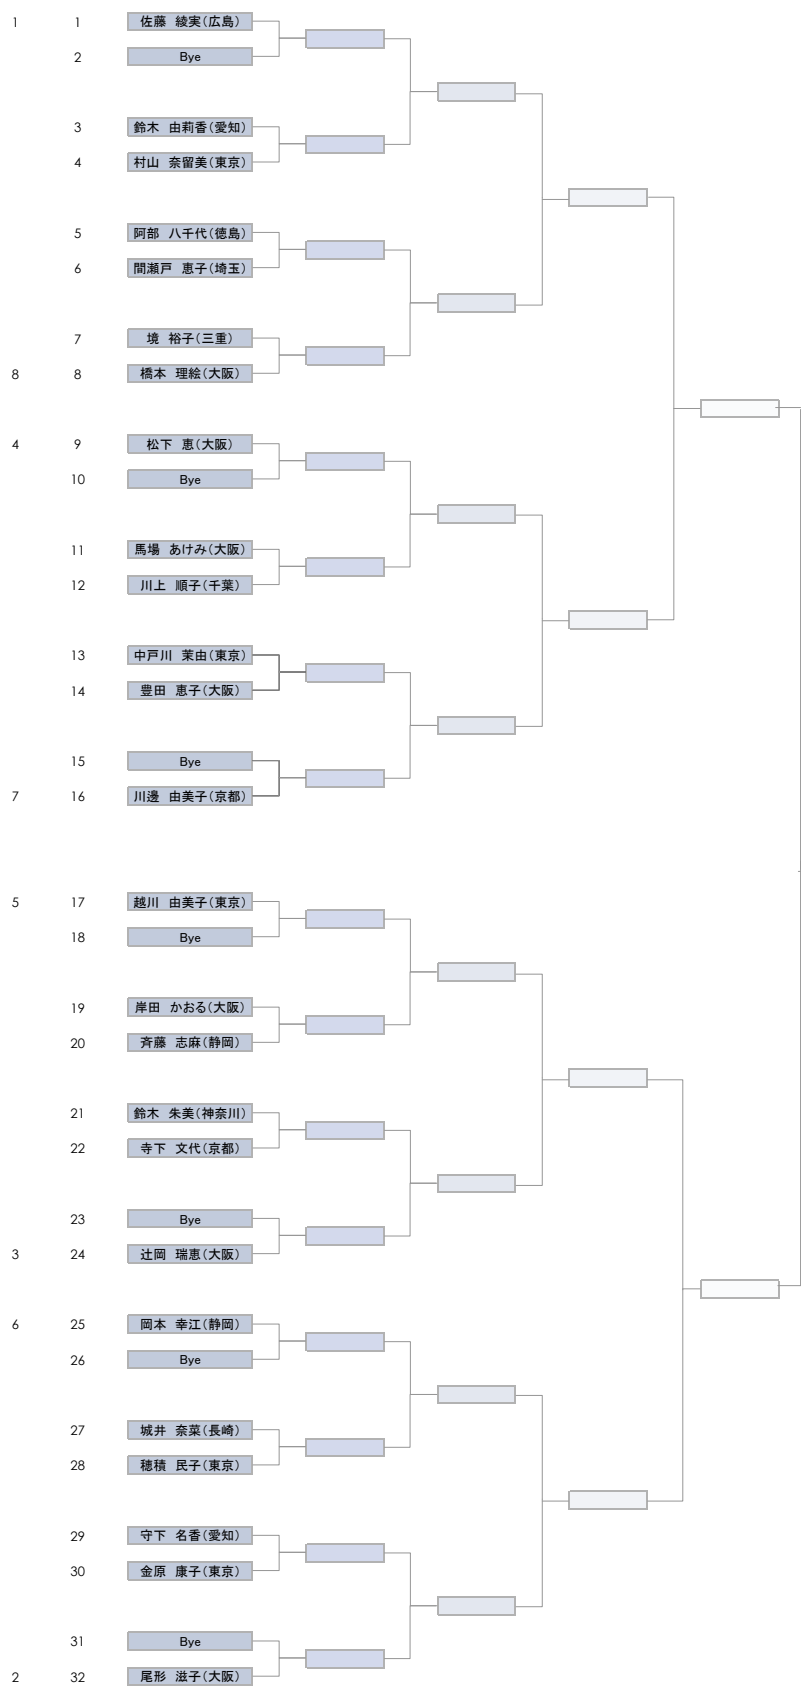 1 1 佐藤 綾実(広島)
2 Bye
3 鈴木 由莉香(愛知)
4 村山 奈留美(東京)
5 阿部 八千代(徳島)
6 間瀬戸 恵子(埼玉)
7 境 裕子(三重)
8 8 橋本 理絵(大阪)
4 9 松下 恵(大阪)
10 Bye
11 馬場 あけみ(大阪)
12 川上 順子(千葉)
13 中戸川 茉由(東京)
14 豊田 恵子(大阪)
15 Bye
7 16 川邊 由美子(京都)
5 17 越川 由美子(東京)
18 Bye
19 岸田 かおる(大阪)
20 斉藤 志麻(静岡)
21 鈴木 朱美(神奈川)
22 寺下 文代(京都)
23 Bye
3 24 辻岡 瑞恵(大阪)
6 25 岡本 幸江(静岡)
26 Bye
27 城井 奈菜(長崎)
28 穂積 民子(東京)
29 守下 名香(愛知)
30 金原 康子(東京)
31 Bye
2 32 尾形 滋子(大阪)